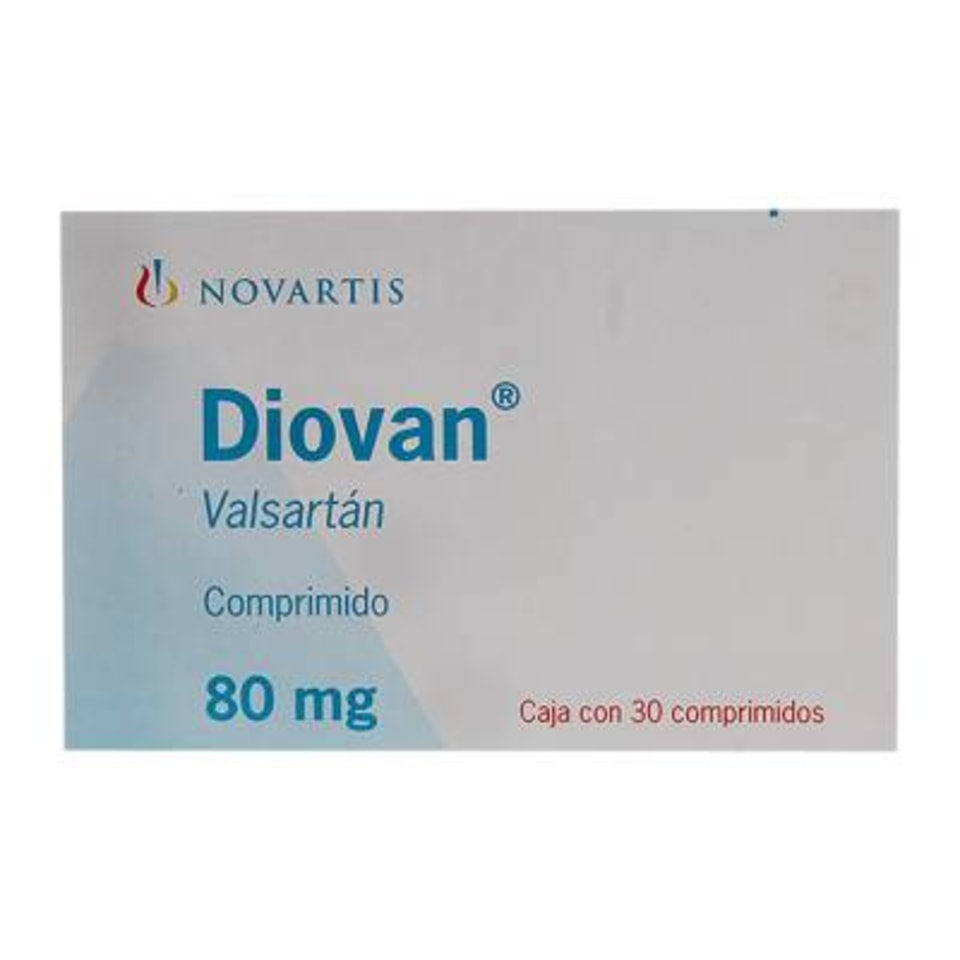 NOVARTIS
Diovan®
Valsartán
Comprimido
80 mg
Caja con 30 comprimidos